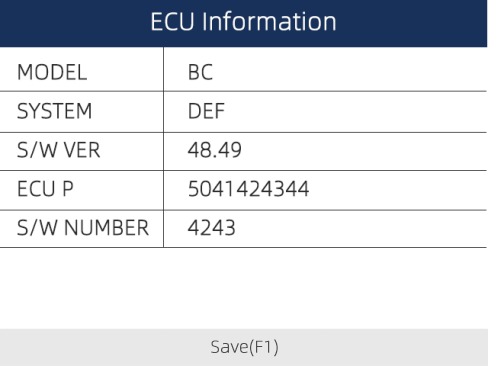 ECU Information
MODEL BC
SYSTEM DEF
S/W VER 48.49
ECU P 5041424344
S/W NUMBER 4243
Save(F1)